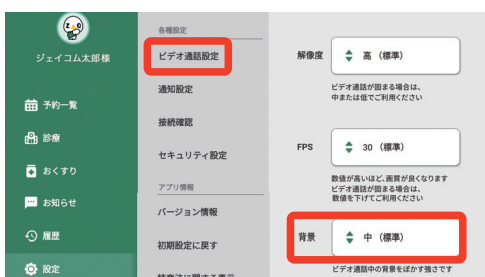 ジェイコム太郎様
予約一覧
診療
おくすり
お知らせ
履歴
設定
各種設定
ビデオ通話設定
通知設定
接続確認
セキュリティ設定
アプリ情報
バージョン情報
初期設定に戻す
解像度
高（標準）
ビデオ通話が固まる場合は、
中または低でご利用ください
FPS
30（標準）
数値が高いほど、画質が良くなります
ビデオ通話が固まる場合は、
数値を下げてご利用ください
背景
中（標準）
ビデオ通話中の背景をぼかす強さです